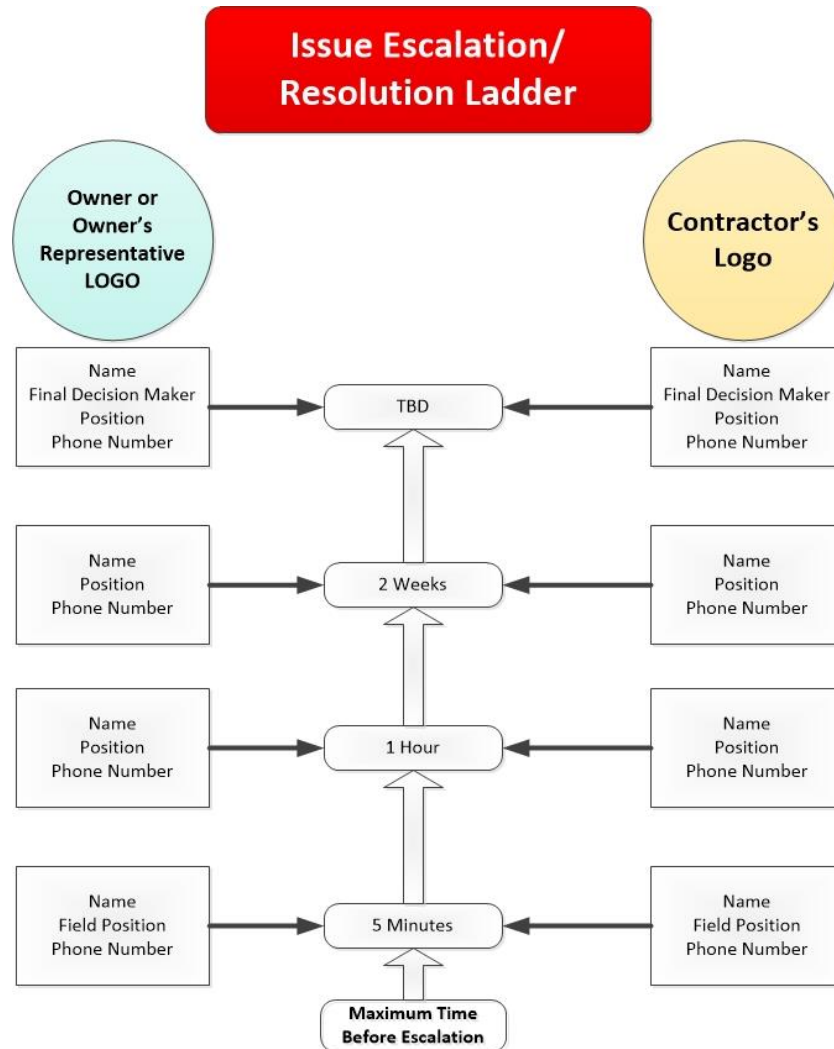 Issue Escalation/
Resolution Ladder
Owner or
Owner’s
Representative
LOGO
Contractor’s
Logo
Name
Final Decision Maker
Position
Phone Number
TBD
Name
Final Decision Maker
Position
Phone Number
Name
Position
Phone Number
2 Weeks
Name
Position
Phone Number
Name
Position
Phone Number
1 Hour
Name
Position
Phone Number
Name
Field Position
Phone Number
5 Minutes
Name
Field Position
Phone Number
Maximum Time
Before Escalation